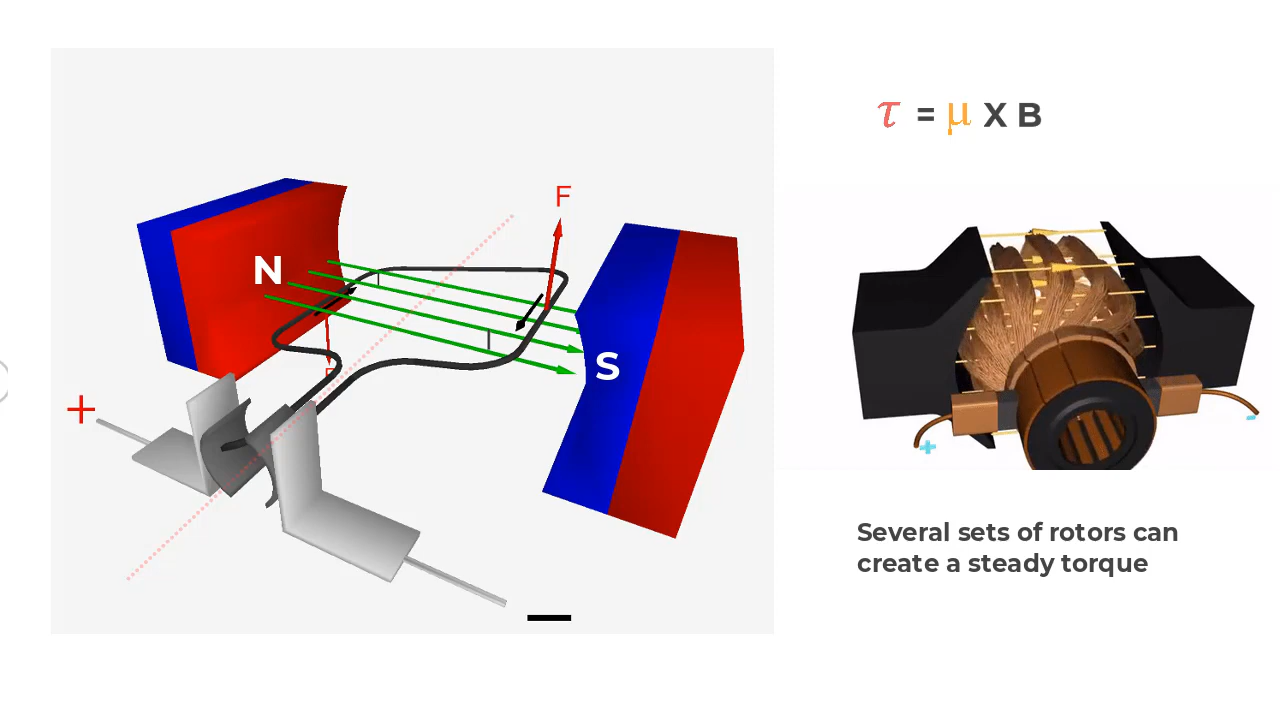 τ = μ X B
F
N
S
F
+
Several sets of rotors can
create a steady torque
+
-